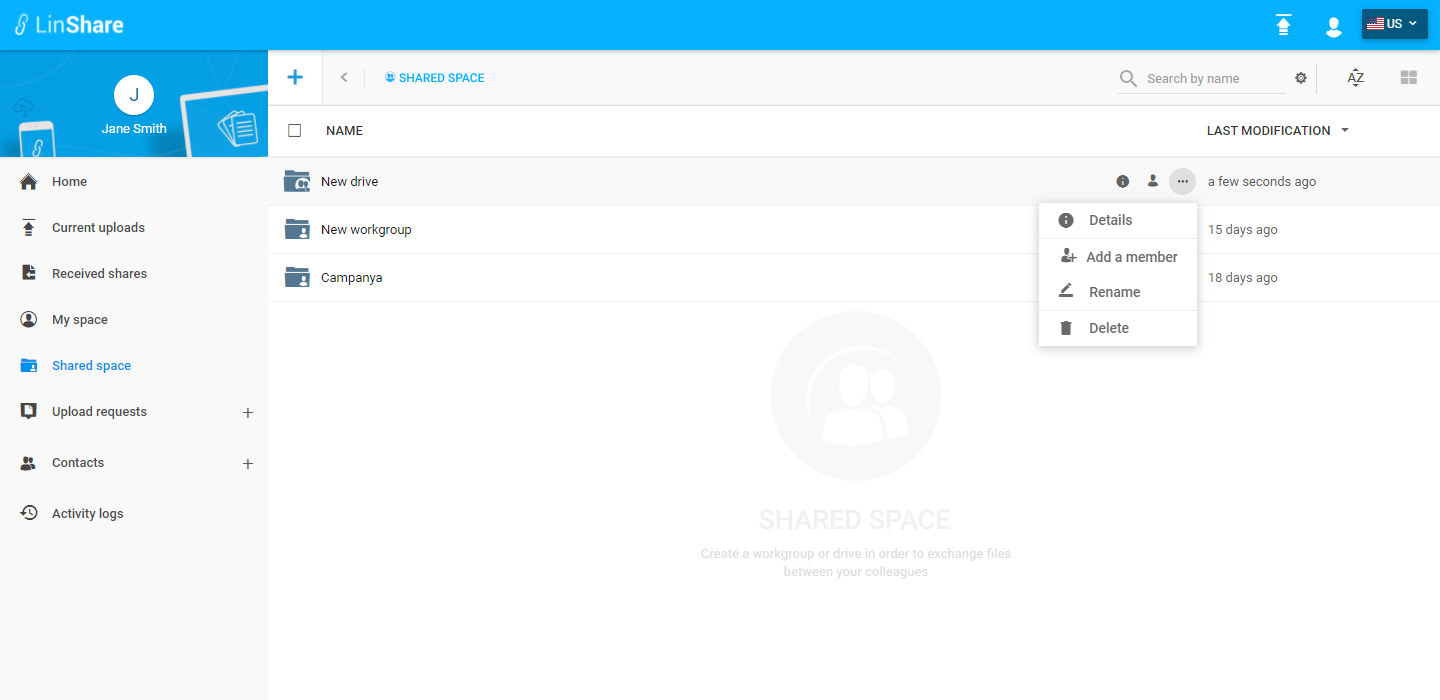 LinShare
US
J
Jane Smith
SHARED SPACE
Search by name
AZ
NAME
LAST MODIFICATION
Home
Current uploads
Received shares
My space
Shared space
Upload requests
Contacts
Activity logs
New drive
a few seconds ago
New workgroup
15 days ago
Campanya
18 days ago
Details
Add a member
Rename
Delete
SHARED SPACE
Create a workgroup or drive in order to exchange files
between your colleagues